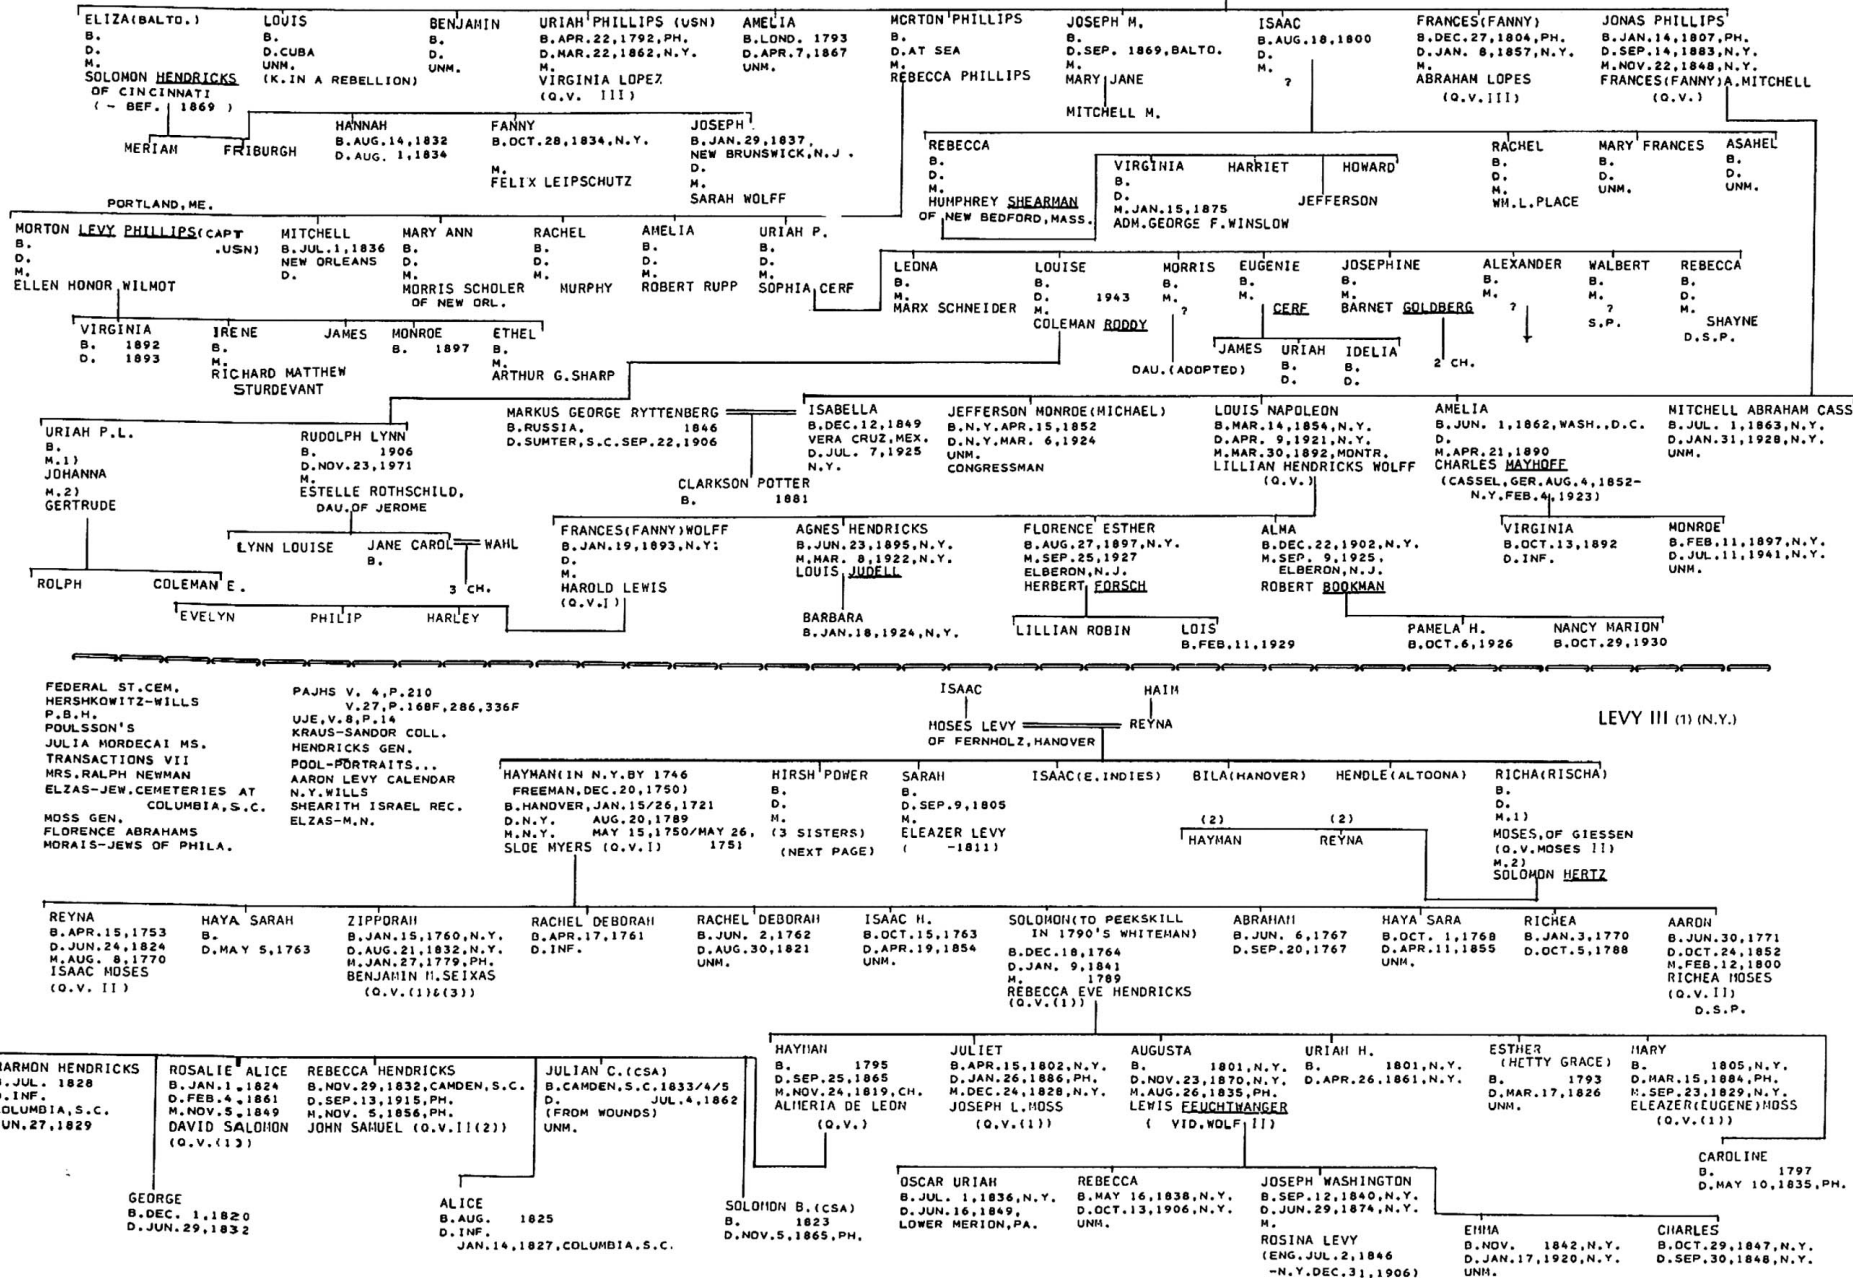 ELIZA(BALTO.)
B.
D.
M.
SOLOMON HENDRICKS
OF CINCINNATI
( - BEF. 1869 )
LOUIS
B.
D.CUBA
UNM.
(K.IN A REBELLION)
BENJAMIN
B.
D.
UNM.
URIAH PHILLIPS (USN)
B.APR.22,1792,PH.
D.MAR.22,1862,N.Y.
M.
VIRGINIA LOPEZ
(Q.V. III)
AMELIA
B.LOND. 1793
D.APR.7,1867
UNM.
MORTON PHILLIPS
B.
D.AT SEA
M.
REBECCA PHILLIPS
JOSEPH M.
B.
D.SEP. 1869,BALTO.
M.
MARY JANE
MITCHELL M.
ISAAC
B.AUG.18,1800
D.
M.
?
FRANCES(FANNY)
B.DEC.27,1804,PH.
D.JAN. 8,1857,N.Y.
M.
ABRAHAM LOPES
(Q.V.III)
JONAS PHILLIPS
B.JAN.14,1807,PH.
D.SEP.14,1883,N.Y.
M.NOV.22,1848,N.Y.
FRANCES(FANNY)A.MITCHELL
(Q.V.)
MERIAM
FRIBURGH
HANNAH
B.AUG.14,1832
D.AUG. 1,1834
FANNY
B.OCT.28,1834,N.Y.
M.
FELIX LEIPSCHUTZ
JOSEPH
B.JAN.29,1837,
NEW BRUNSWICK,N.J.
D.
M.
SARAH WOLFF
REBECCA
B.
D.
M.
HUMPHREY SHEARMAN
OF NEW BEDFORD,MASS.
VIRGINIA
B.
D.
M.JAN.15,1875
ADM.GEORGE F.WINSLOW
HARRIET
JEFFERSON
HOWARD
RACHEL
B.
D.
M.
WM.L.PLACE
MARY FRANCES
B.
D.
UNM.
ASAHEL
B.
D.
UNM.
PORTLAND,ME.
MORTON LEVY PHILLIPS(CAPT
.USN)
B.
D.
M.
ELLEN HONOR WILMOT
MITCHELL
B.JUL.1,1836
NEW ORLEANS
D.
MARY ANN
B.
D.
M.
MORRIS SCHOLER
OF NEW ORL.
RACHEL
B.
D.
M.
MURPHY
AMELIA
B.
D.
M.
ROBERT RUPP
URIAH P.
B.
D.
M.
SOPHIA CERF
LEONA
B.
M.
MARX SCHNEIDER
LOUISE
B.
D. 1943
M.
COLEMAN RODDY
MORRIS
B.
M.
?
DAU.(ADOPTED)
EUGENIE
B.
M.
CERF
JOSEPHINE
B.
M.
BARNET GOLDBERG
2 CH.
ALEXANDER
B.
M.
?
WALBERT
B.
M.
?
S.P.
REBECCA
B.
D.
M.
SHAYNE
D.S.P.
JAMES
URIAH
B.
D.
IDELIA
B.
D.
VIRGINIA
B. 1892
D. 1893
IRENE
B.
M.
RICHARD MATTHEW
STURDEVANT
JAMES
MONROE
B. 1897
ETHEL
B.
M.
ARTHUR G.SHARP
URIAH P.L.
B.
M.1)
JOHANNA
M.2)
GERTRUDE
RUDOLPH LYNN
B. 1906
D.NOV.23,1971
M.
ESTELLE ROTHSCHILD,
DAU.OF JEROME
MARKUS GEORGE RYTTENBERG
B.RUSSIA. 1846
D.SUMTER,S.C.SEP.22,1906
CLARKSON POTTER
B. 1881
ISABELLA
B.DEC.12,1849
VERA CRUZ,MEX.
D.JUL. 7,1925
N.Y.
JEFFERSON MONROE(MICHAEL)
B.N.Y.APR.15,1852
D.N.Y.MAR. 6,1924
UNM.
CONGRESSMAN
LOUIS NAPOLEON
B.MAR.14,1854,N.Y.
D.APR. 9,1921,N.Y.
M.MAR.30,1892,MONTR.
LILLIAN HENDRICKS WOLFF
(Q.V.)
AMELIA
B.JUN. 1,1862,WASH.,D.C.
D.
M.APR.21,1890
CHARLES MAYHOFF
(CASSEL,GER.AUG.4,1852-
N.Y.FEB.4,1923)
MITCHELL ABRAHAM CASS
B.JUL. 1,1863,N.Y.
D.JAN.31,1928,N.Y.
UNM.
LYNN LOUISE
JANE CAROL
B.
WAHL
3 CH.
ROLPH
COLEMAN E.
FRANCES(FANNY)WOLFF
B.JAN.19,1893,N.Y:
D.
M.
HAROLD LEWIS
(Q.V.I)
AGNES HENDRICKS
B.JUN.23,1895,N.Y.
M.MAR. 8,1922,N.Y.
LOUIS JUDELL
BARBARA
B.JAN.18,1924,N.Y.
FLORENCE ESTHER
B.AUG.27,1897,N.Y.
M.SEP.25,1927
ELBERON,N.J.
HERBERT FORSCH
ALMA
B.DEC.22,1902,N.Y.
M.SEP. 9,1925,
ELBERON,N.J.
ROBERT BOOKMAN
VIRGINIA
B.OCT.13,1892
D.INF.
MONROE
B.FEB.11,1897,N.Y.
D.JUL.11,1941,N.Y.
UNM.
EVELYN
PHILIP
HARLEY
LILLIAN ROBIN
LOIS
B.FEB.11,1929
PAMELA H.
B.OCT.6,1926
NANCY MARION
B.OCT.29,1930
FEDERAL ST.CEM.
HERSHKOWITZ-WILLS
P.B.H.
POULSSON'S
JULIA MORDECAI MS.
TRANSACTIONS VII
MRS.RALPH NEWMAN
ELZAS-JEW.CEMETERIES AT
COLUMBIA,S.C.
MOSS GEN.
FLORENCE ABRAHAMS
MORAIS-JEWS OF PHILA.
PAJHS V. 4,P.210
V.27,P.168F,286,336F
UJE,V.8,P.14
KRAUS-SANDOR COLL.
HENDRICKS GEN.
POOL-PORTRAITS...
AARON LEVY CALENDAR
N.Y.WILLS
SHEARITH ISRAEL REC.
ELZAS-M.N.
ISAAC
HAIM
MOSES LEVY
OF FERNHOLZ,HANOVER
REYNA
LEVY III (1) (N.Y.)
HAYMAN(IN N.Y.BY 1746
FREEMAN,DEC.20,1750)
B.HANOVER,JAN.15/26,1721
D.N.Y. AUG.20,1789
M.N.Y. MAY 15,1750/MAY 26,
SLOE MYERS (Q.V.I) 1751
HIRSH POWER
B.
D.
M.
(3 SISTERS)
(NEXT PAGE)
SARAH
B.
D.SEP.9,1805
M.
ELEAZER LEVY
( -1811)
ISAAC(E.INDIES)
BILA(HANOVER)
HENDLE(ALTOONA)
RICHA(RISCHA)
B.
D.
M.1)
MOSES,OF GIESSEN
(Q.V.MOSES II)
M.2)
SOLOMON HERTZ
(2)
HAYMAN
(2)
REYNA
REYNA
B.APR.15,1753
D.JUN.24,1824
M.AUG. 8,1770
ISAAC MOSES
(Q.V. II)
HAYA SARAH
B.
D.MAY 5,1763
ZIPPORAH
B.JAN.15,1760,N.Y.
D.AUG.21,1832,N.Y.
M.JAN.27,1779,PH.
BENJAMIN M.SEIXAS
(Q.V.(1)&(3))
RACHEL DEBORAH
B.APR.17,1761
D.INF.
RACHEL DEBORAH
B.JUN. 2,1762
D.AUG.30,1821
UNM.
ISAAC H.
B.OCT.15,1763
D.APR.19,1854
UNM.
SOLOMON(TO PEEKSKILL
IN 1790'S WHITEMAN)
B.DEC.18,1764
D.JAN. 9,1841
M. 1789
REBECCA EVE HENDRICKS
(Q.V.(1))
ABRAHAM
B.JUN. 6,1767
D.SEP.20,1767
HAYA SARA
B.OCT. 1,1768
D.APR.11,1855
UNM.
RICHEA
B.JAN.3,1770
D.OCT.5,1788
AARON
B.JUN.30,1771
D.OCT.24,1852
M.FEB.12,1800
RICHEA MOSES
(Q.V.II)
D.S.P.
HARMON HENDRICKS
B.JUL. 1828
D.INF.
COLUMBIA,S.C.
JUN.27,1829
ROSALIE ALICE
B.JAN.1,1824
D.FEB.4,1861
M.NOV.5,1849
DAVID SALOMON
(Q.V.(1))
REBECCA HENDRICKS
B.NOV.29,1832,CAMDEN,S.C.
D.SEP.13,1915,PH.
M.NOV. 5,1856,PH.
JOHN SAMUEL (Q.V.II(2))
JULIAN C.(CSA)
B.CAMDEN,S.C.1833/4/5
D. JUL.4,1862
(FROM WOUNDS)
UNM.
HAYMAN
B. 1795
D.SEP.25,1865
M.NOV.24,1819,CH.
ALMERIA DE LEON
(Q.V.)
JULIET
B.APR.15,1802,N.Y.
D.JAN.26,1886,PH.
M.DEC.24,1828,N.Y.
JOSEPH L.MOSS
(Q.V.(1))
AUGUSTA
B. 1801,N.Y.
D.NOV.23,1870,N.Y.
M.AUG.26,1835,PH.
LEWIS FEUCHTWANGER
( VID.WOLF II)
URIAH H.
B. 1801,N.Y.
D.APR.26,1861,N.Y.
ESTHER
(HETTY GRACE)
B. 1793
D.MAR.17,1826
UNM.
MARY
B. 1805,N.Y.
D.MAR.15,1884,PH.
M.SEP.23,1829,N.Y.
ELEAZER(EUGENE)MOSS
(Q.V.(1))
CAROLINE
B. 1797
D.MAY 10,1835,PH.
GEORGE
B.DEC. 1,1820
D.JUN.29,1832
ALICE
B.AUG. 1825
D.INF.
JAN.14,1827,COLUMBIA,S.C.
SOLOMON B.(CSA)
B. 1823
D.NOV.5,1865,PH.
OSCAR URIAH
B.JUL. 1,1836,N.Y.
D.JUN.16,1849,
LOWER MERION,PA.
REBECCA
B.MAY 16,1838,N.Y.
D.OCT.13,1906,N.Y.
UNM.
JOSEPH WASHINGTON
B.SEP.12,1840,N.Y.
D.JUN.29,1874,N.Y.
M.
ROSINA LEVY
(ENG.JUL.2,1846
-N.Y.DEC.31,1906)
EMMA
B.NOV. 1842,N.Y.
D.JAN.17,1920,N.Y.
UNM.
CHARLES
B.OCT.29,1847,N.Y.
D.SEP.30,1848,N.Y.